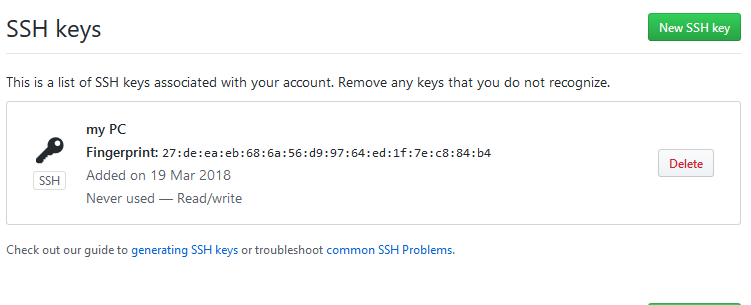 SSH keys
New SSH key
This is a list of SSH keys associated with your account. Remove any keys that you do not recognize.
my PC
Fingerprint: 27:de:ea:eb:68:6a:56:d9:97:64:ed:1f:7e:c8:84:b4
SSH
Added on 19 Mar 2018
Never used — Read/write
Delete
Check out our guide to generating SSH keys or troubleshoot common SSH Problems.